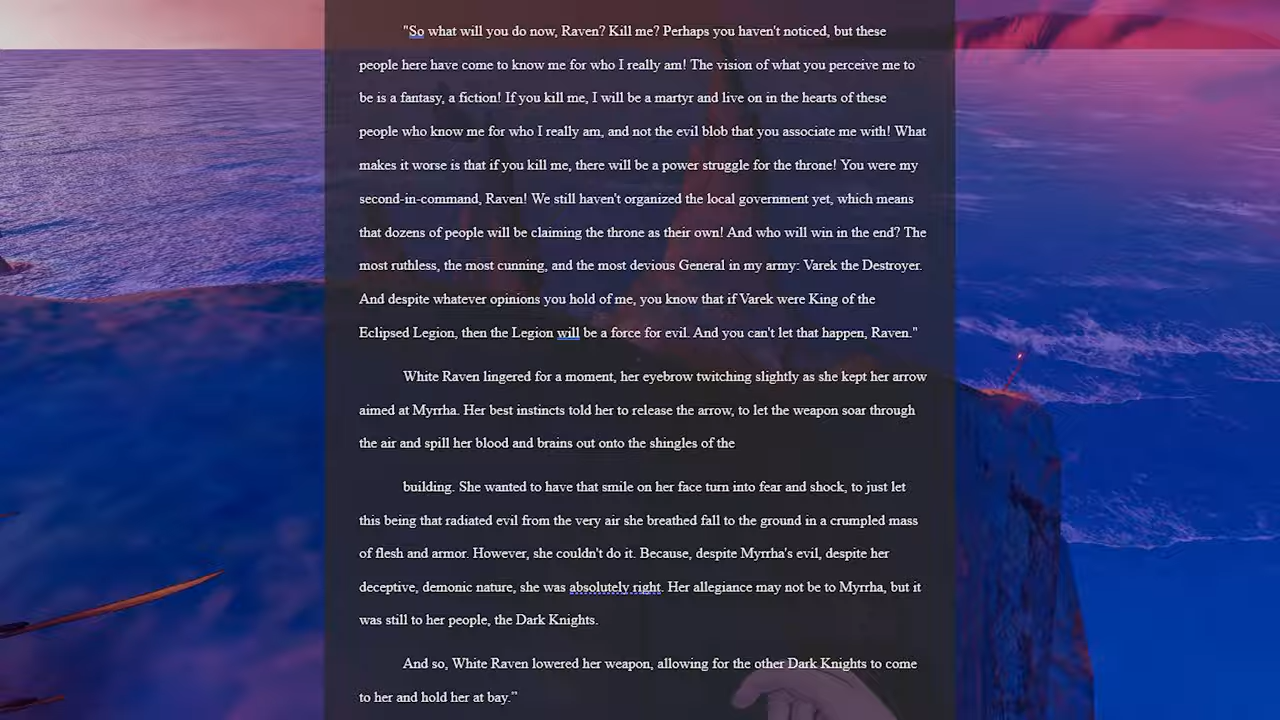 "So what will you do now, Raven? Kill me? Perhaps you haven't noticed, but these
people here have come to know me for who I really am! The vision of what you perceive me to
be is a fantasy, a fiction! If you kill me, I will be a martyr and live on in the hearts of these
people who know me for who I really am, and not the evil blob that you associate me with! What
makes it worse is that if you kill me, there will be a power struggle for the throne! You were my
second-in-command, Raven! We still haven't organized the local government yet, which means
that dozens of people will be claiming the throne as their own! And who will win in the end? The
most ruthless, the most cunning, and the most devious General in my army: Varek the Destroyer.
And despite whatever opinions you hold of me, you know that if Varek were King of the
Eclipsed Legion, then the Legion will be a force for evil. And you can't let that happen, Raven."
White Raven lingered for a moment, her eyebrow twitching slightly as she kept her arrow
aimed at Myrrha. Her best instincts told her to release the arrow, to let the weapon soar through
the air and spill her blood and brains out onto the shingles of the
building. She wanted to have that smile on her face turn into fear and shock, to just let
this being that radiated evil from the very air she breathed fall to the ground in a crumpled mass
of flesh and armor. However, she couldn't do it. Because, despite Myrrha's evil, despite her
deceptive, demonic nature, she was absolutely right. Her allegiance may not be to Myrrha, but it
was still to her people, the Dark Knights.
And so, White Raven lowered her weapon, allowing for the other Dark Knights to come
to her and hold her at bay."